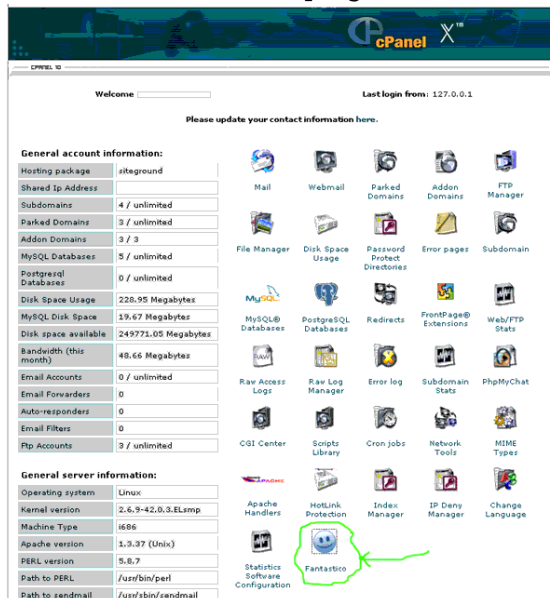 cPanel X™
CPANEL 10
Welcome
Last login from: 127.0.0.1
Please update your contact information here.
General account information:
Hosting package siteground
Shared Ip Address
Subdomains 4 / unlimited
Parked Domains 3 / unlimited
Addon Domains 3 / 3
MySQL Databases 5 / unlimited
Postgresql
Databases 0 / unlimited
Disk Space Usage 228.95 Megabytes
MySQL Disk Space 19.67 Megabytes
Disk space available 249771.05 Megabytes
Bandwidth (this
month) 48.66 Megabytes
Email Accounts 0 / unlimited
Email Forwarders 0
Auto-responders 0
Email Filters 0
Ftp Accounts 3 / unlimited
General server information:
Operating system Linux
Kernel version 2.6.9-42.0.3.ELsmp
Machine Type i686
Apache version 1.3.37 (Unix)
PERL version 5.8.7
Path to PERL /usr/bin/perl
Path to sendmail /usr/sbin/sendmail
Mail Webmail Parked Addon FTP
Domains Domains Manager
File Manager Disk Space Password Error pages Subdomain
Usage Protect
Directories
MySQL
MySQL® PostgreSQL Redirects FrontPage® Web/FTP
Databases Databases Extensions Stats
RAW
Raw Access Raw Log Error log Subdomain PhpMyChat
Logs Manager Stats
CGI Center Scripts Cron jobs Network MIME
Library Tools Types
APACHE
Apache HotLink Index IP Deny Change
Handlers Protection Manager Manager Language
Statistics Fantastico
Software
Configuration